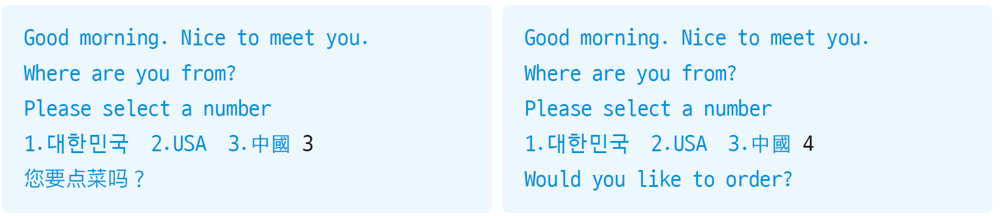 Good morning. Nice to meet you.
Where are you from?
Please select a number
1.대한민국 2.USA 3.中國 3
您要点菜吗？
Good morning. Nice to meet you.
Where are you from?
Please select a number
1.대한민국 2.USA 3.中國 4
Would you like to order?